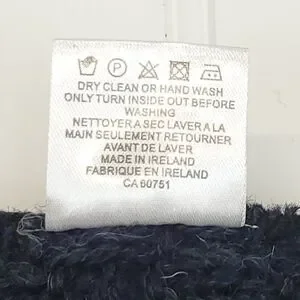 P
DRY CLEAN OR HAND WASH
ONLY TURN INSIDE OUT BEFORE
WASHING
NETTOYER A SEC LAVER A LA
MAIN SEULEMENT RETOURNER
AVANT DE LAVER
MADE IN IRELAND
FABRIQUE EN IRELAND
CA 60751